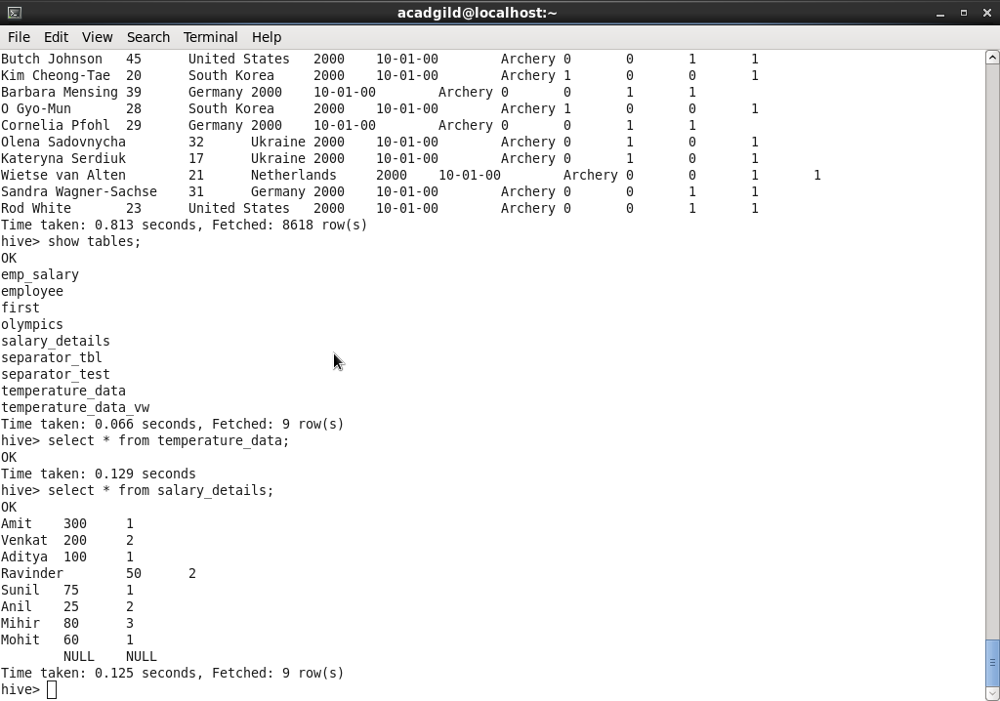 acadgild@localhost:~
File Edit View Search Terminal Help
Butch Johnson 45 United States 2000 10-01-00 Archery 0 0 1 1
Kim Cheong-Tae 20 South Korea 2000 10-01-00 Archery 1 0 0 1
Barbara Mensing 39 Germany 2000 10-01-00 Archery 0 0 1 1
O Gyo-Mun 28 South Korea 2000 10-01-00 Archery 1 0 0 1
Cornelia Pfohl 29 Germany 2000 10-01-00 Archery 0 0 1 1
Olena Sadovnycha 32 Ukraine 2000 10-01-00 Archery 0 1 0 1
Kateryna Serdiuk 17 Ukraine 2000 10-01-00 Archery 0 1 0 1
Wietse van Alten 21 Netherlands 2000 10-01-00 Archery 0 0 1 1
Sandra Wagner-Sachse 31 Germany 2000 10-01-00 Archery 0 0 1 1
Rod White 23 United States 2000 10-01-00 Archery 0 0 1 1
Time taken: 0.813 seconds, Fetched: 8618 row(s)
hive> show tables;
OK
emp_salary
employee
first
olympics
salary_details
separator_tbl
separator_test
temperature_data
temperature_data_vw
Time taken: 0.066 seconds, Fetched: 9 row(s)
hive> select * from temperature_data;
OK
Time taken: 0.129 seconds
hive> select * from salary_details;
OK
Amit 300 1
Venkat 200 2
Aditya 100 1
Ravinder 50 2
Sunil 75 1
Anil 25 2
Mihir 80 3
Mohit 60 1
NULL NULL
Time taken: 0.125 seconds, Fetched: 9 row(s)
hive>